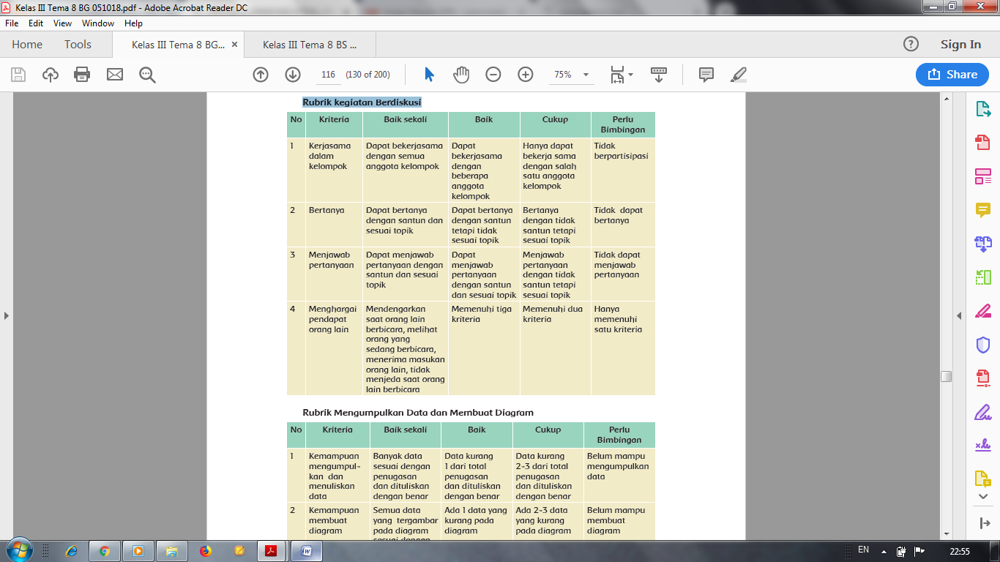 Kelas III Tema 8 BG 051018.pdf - Adobe Acrobat Reader DC
File Edit View Window Help
Home Tools Kelas III Tema 8 BG... × Kelas III Tema 8 BS ... Sign In
116 (130 of 200) 75% Share
Rubrik kegiatan Berdiskusi
No Kriteria Baik sekali Baik Cukup Perlu
Bimbingan
1 Kerjasama Dapat bekerjasama Dapat Hanya dapat Tidak
dalam dengan semua bekerjasama bekerja sama berpartisipasi
kelompok anggota kelompok dengan dengan salah
beberapa satu anggota
anggota kelompok
kelompok
2 Bertanya Dapat bertanya Dapat bertanya Bertanya Tidak dapat
dengan santun dan dengan santun dengan tidak bertanya
sesuai topik tetapi tidak santun tetapi
sesuai topik sesuai topik
3 Menjawab Dapat menjawab Dapat Menjawab Tidak dapat
pertanyaan pertanyaan dengan menjawab pertanyaan menjawab
santun dan sesuai pertanyaan dengan tidak pertanyaan
topik dengan santun santun tetapi
dan sesuai topik sesuai topik
4 Menghargai Mendengarkan Memenuhi tiga Memenuhi dua Hanya
pendapat saat orang lain kriteria kriteria memenuhi
orang lain berbicara, melihat satu kriteria
orang yang
sedang berbicara,
menerima masukan
orang lain, tidak
menjeda saat orang
lain berbicara
Rubrik Mengumpulkan Data dan Membuat Diagram
No Kriteria Baik sekali Baik Cukup Perlu
Bimbingan
1 Kemampuan Banyak data Data kurang Data kurang Belum mampu
mengumpul- sesuai dengan 1 dari total 2-3 dari total mengumpulkan
kan dan penugasan penugasan penugasan data
menuliskan dan dituliskan dan dituliskan dan dituliskan
data dengan benar dengan benar dengan benar
2 Kemampuan Semua data Ada 1 data yang Ada 2-3 data Belum mampu
membuat yang tergambar kurang pada yang kurang membuat
diagram pada diagram diagram pada diagram diagram
sesuai dengan
EN 22:55